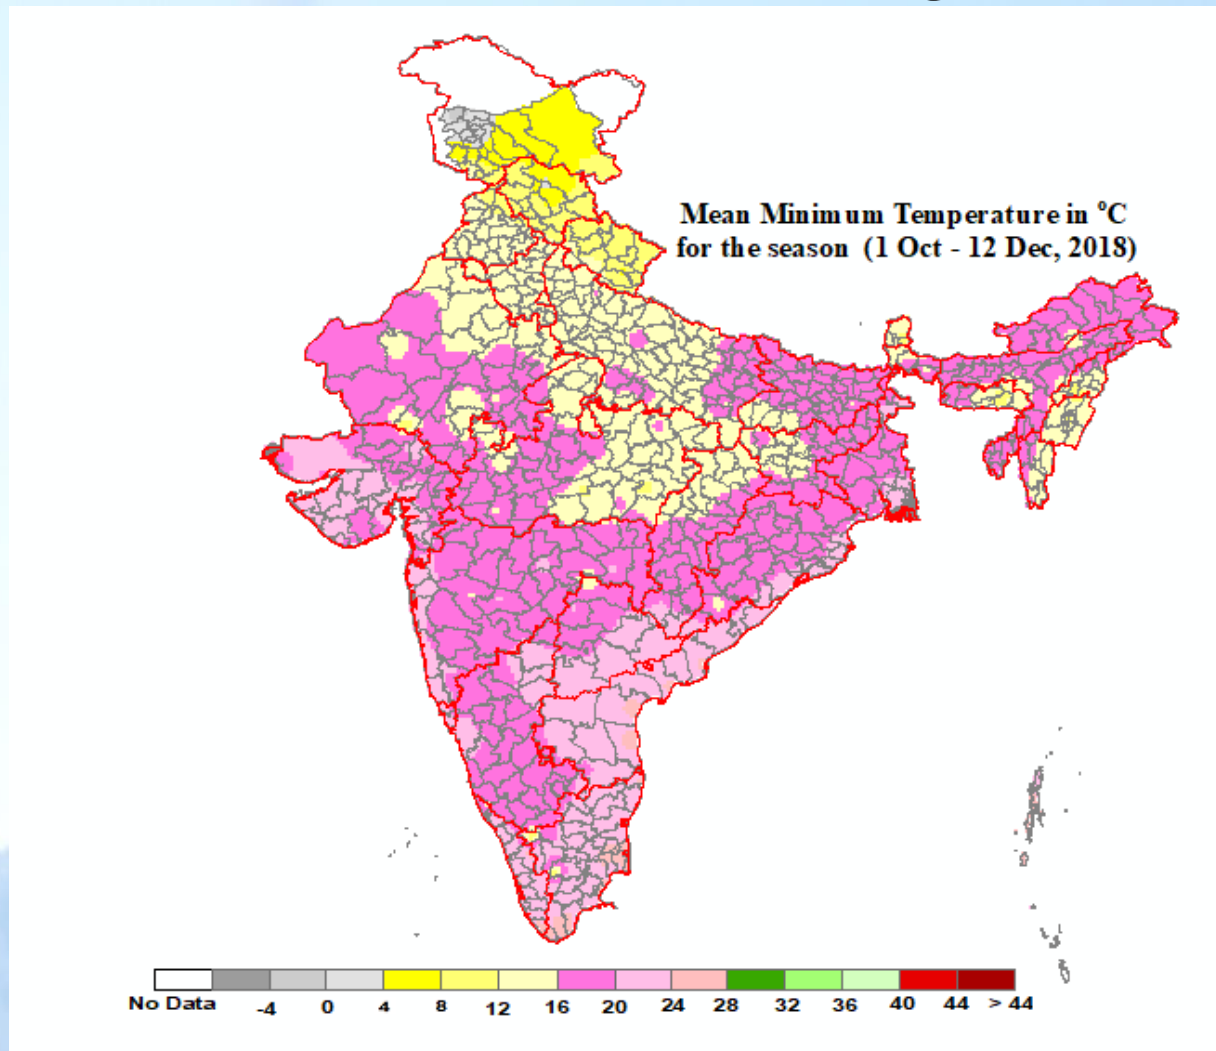 Mean Minimum Temperature in °C
for the season (1 Oct - 12 Dec, 2018)
No Data -4 0 4 8 12 16 20 24 28 32 36 40 44 > 44